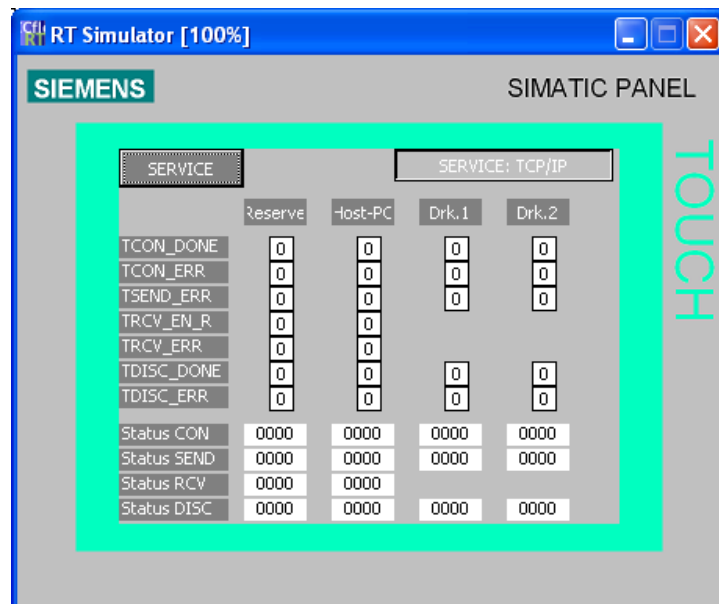 RT Simulator [100%]
SIEMENS SIMATIC PANEL
TOUCH
SERVICE SERVICE: TCP/IP
Reserve Host-PC Drk.1 Drk.2
TCON_DONE 0 0 0 0
TCON_ERR 0 0 0 0
TSEND_ERR 0 0 0 0
TRCV_EN_R 0 0
TRCV_ERR 0 0
TDISC_DONE 0 0 0 0
TDISC_ERR 0 0 0 0
Status CON 0000 0000 0000 0000
Status SEND 0000 0000 0000 0000
Status RCV 0000 0000
Status DISC 0000 0000 0000 0000